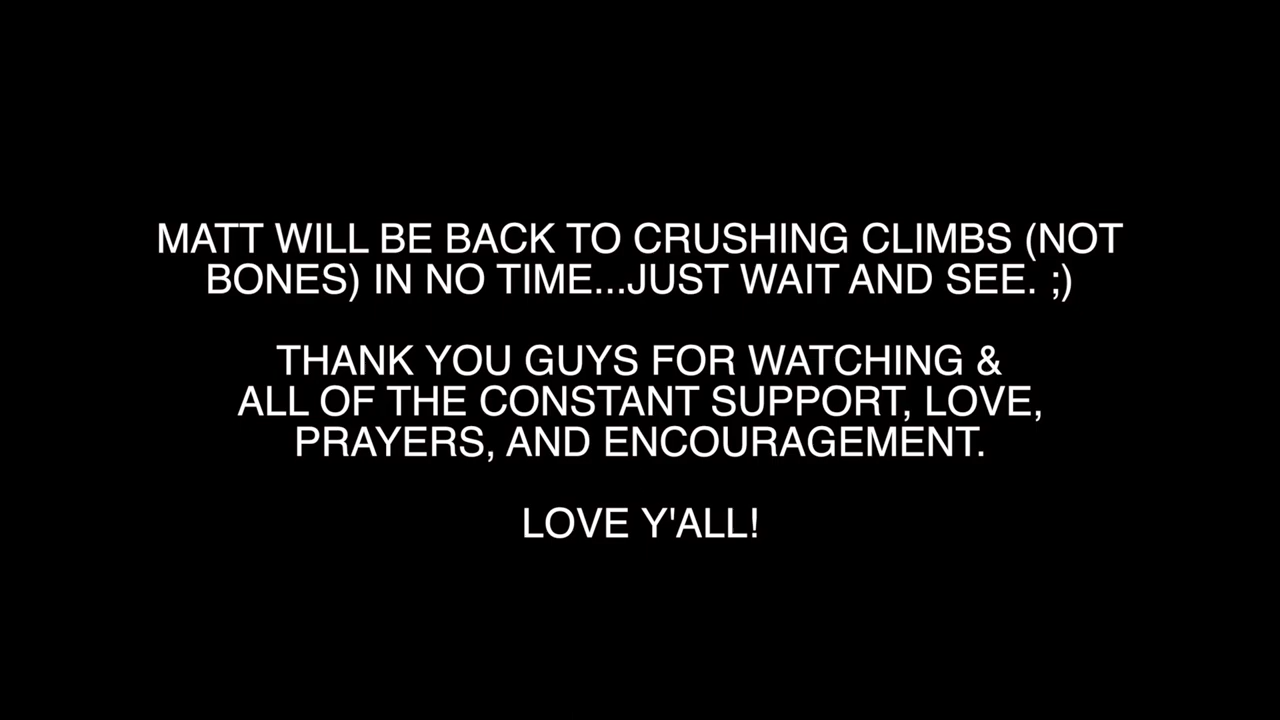 MATT WILL BE BACK TO CRUSHING CLIMBS (NOT
BONES) IN NO TIME...JUST WAIT AND SEE. ;)
THANK YOU GUYS FOR WATCHING &
ALL OF THE CONSTANT SUPPORT, LOVE,
PRAYERS, AND ENCOURAGEMENT.
LOVE Y'ALL!